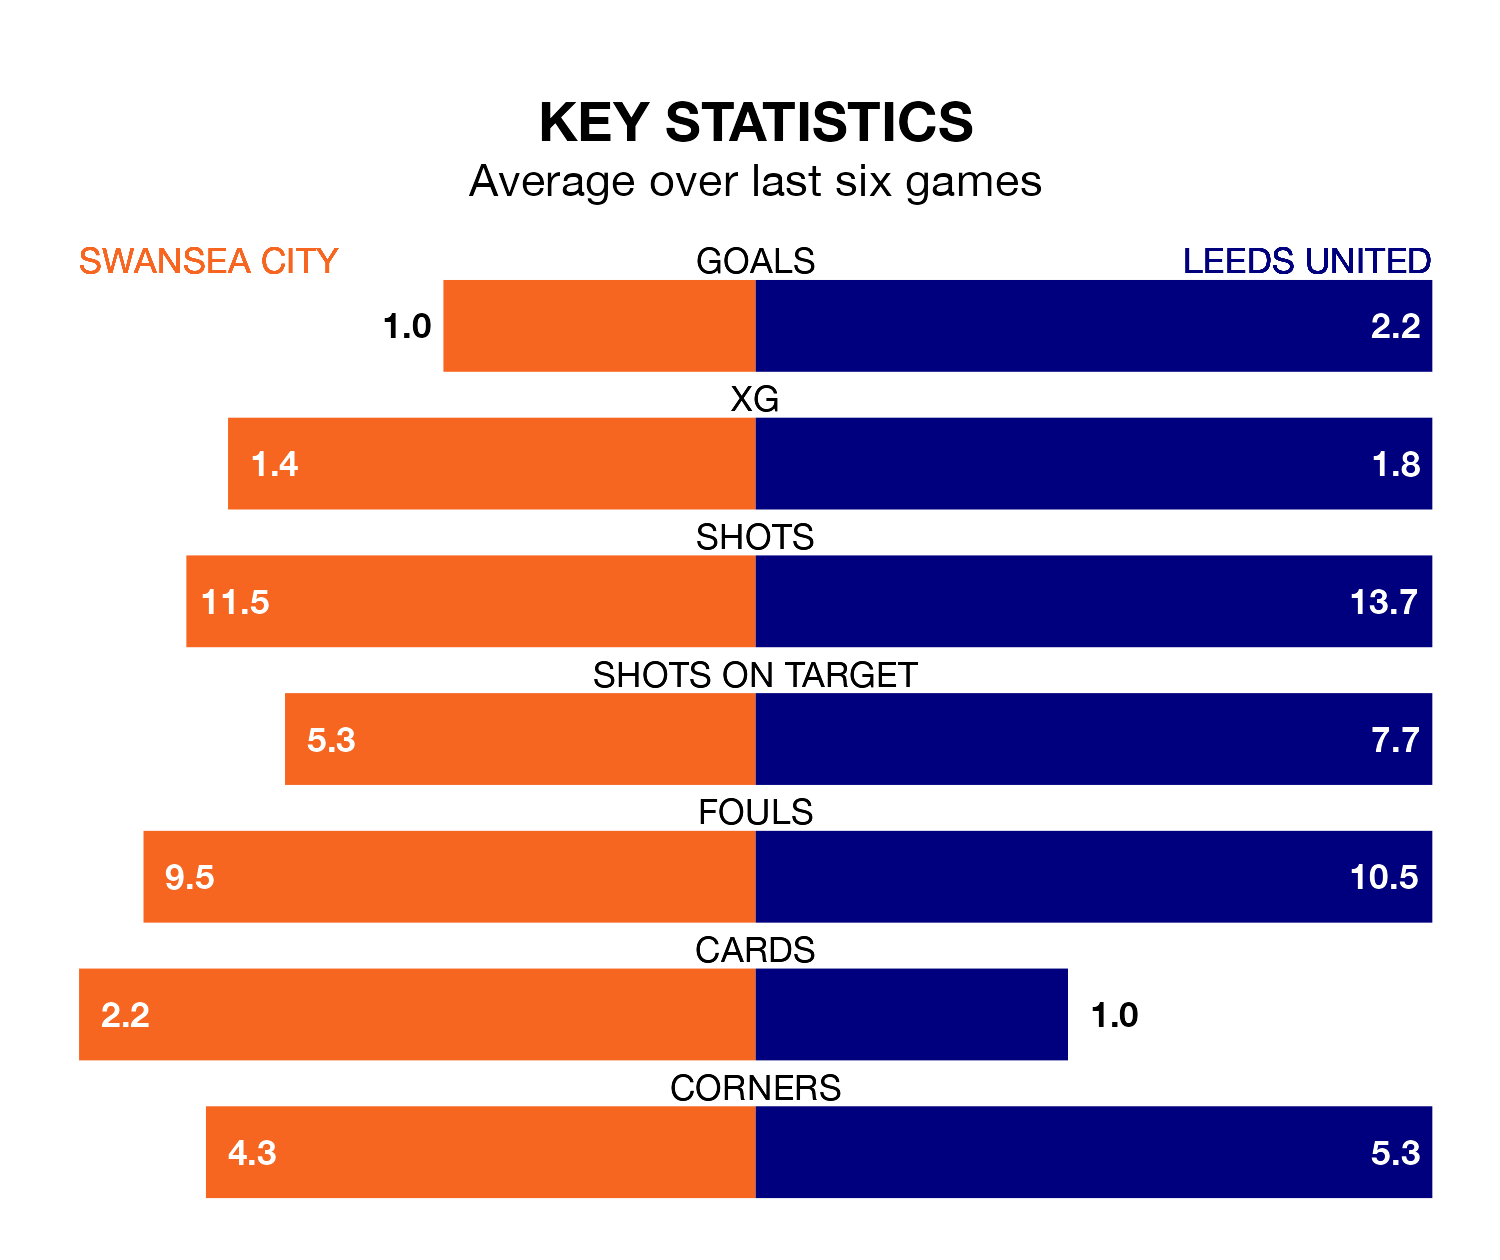 KEY STATISTICS
Average over last six games
SWANSEA CITY GOALS LEEDS UNITED
1.0 2.2
XG
1.4 1.8
SHOTS
11.5 13.7
SHOTS ON TARGET
5.3 7.7
FOULS
9.5 10.5
CARDS
2.2 1.0
CORNERS
4.3 5.3